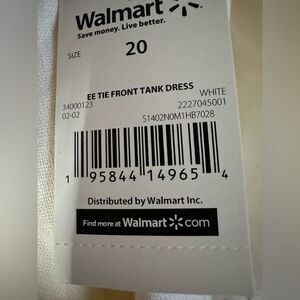 Walmart
Save money. Live better.
SIZE
20
EE TIE FRONT TANK DRESS
34000123 WHITE
02-02 2227045001
S1402N0M1HB7028
1 95844 14965 4
Distributed by Walmart Inc.
Find more at Walmart.com